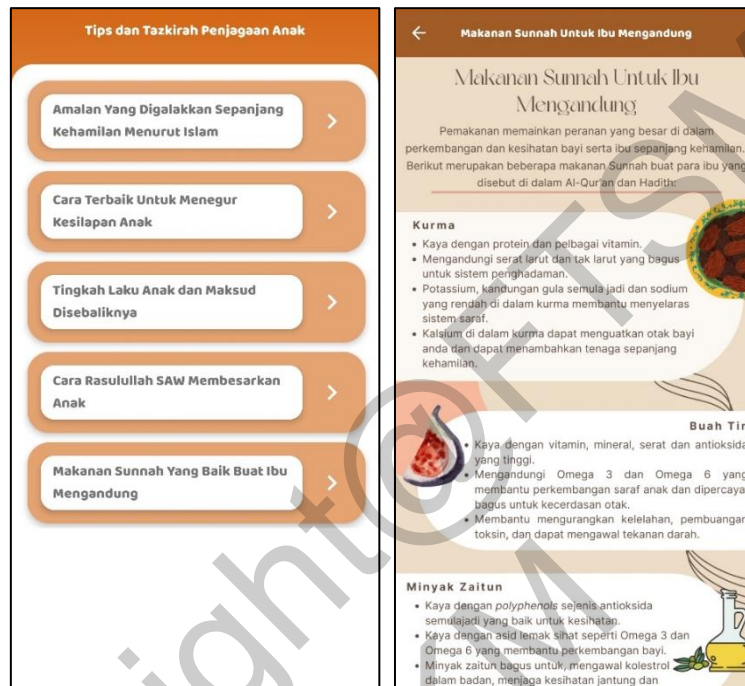 Tips dan Tazkirah Penjagaan Anak
Amalan Yang Digalakkan Sepanjang
Kehamilan Menurut Islam
Cara Terbaik Untuk Menegur
Kesilapan Anak
Tingkah Laku Anak dan Maksud
Disebaliknya
Cara Rasulullah SAW Membesarkan
Anak
Makanan Sunnah Yang Baik Buat Ibu
Mengandung
Makanan Sunnah Untuk Ibu Mengandung
Makanan Sunnah Untuk Ibu
Mengandung
Pemakanan memainkan peranan yang besar di dalam
perkembangan dan kesihatan bayi serta ibu sepanjang kehamilan.
Berikut merupakan beberapa makanan Sunnah buat para ibu yang
disebut di dalam Al-Qur'an dan Hadith:
Kurma
• Kaya dengan protein dan pelbagai vitamin.
• Mengandungi serat larut dan tak larut yang bagus
untuk sistem penghadaman.
• Potassium, kandungan gula semula jadi dan sodium
yang rendah di dalam kurma membantu menyelaras
sistem saraf.
• Kalsium di dalam kurma dapat menguatkan otak bayi
anda dan dapat menambahkan tenaga sepanjang
kehamilan.
Buah Tin
• Kaya dengan vitamin, mineral, serat dan antioksida
yang tinggi.
• Mengandungi Omega 3 dan Omega 6 yang
membantu perkembangan saraf anak dan dipercayai
bagus untuk kecerdasan otak.
• Membantu mengurangkan kelelahan, pembuangan
toksin, dan dapat mengawal tekanan darah.
Minyak Zaitun
• Kaya dengan polyphenols sejenis antioksida
semulajadi yang baik untuk kesihatan.
• Kaya dengan asid lemak sihat seperti Omega 3 dan
Omega 6 yang membantu perkembangan bayi.
• Minyak zaitun bagus untuk mengawal kolestrol
dalam badan, menjaga kesihatan jantung dan